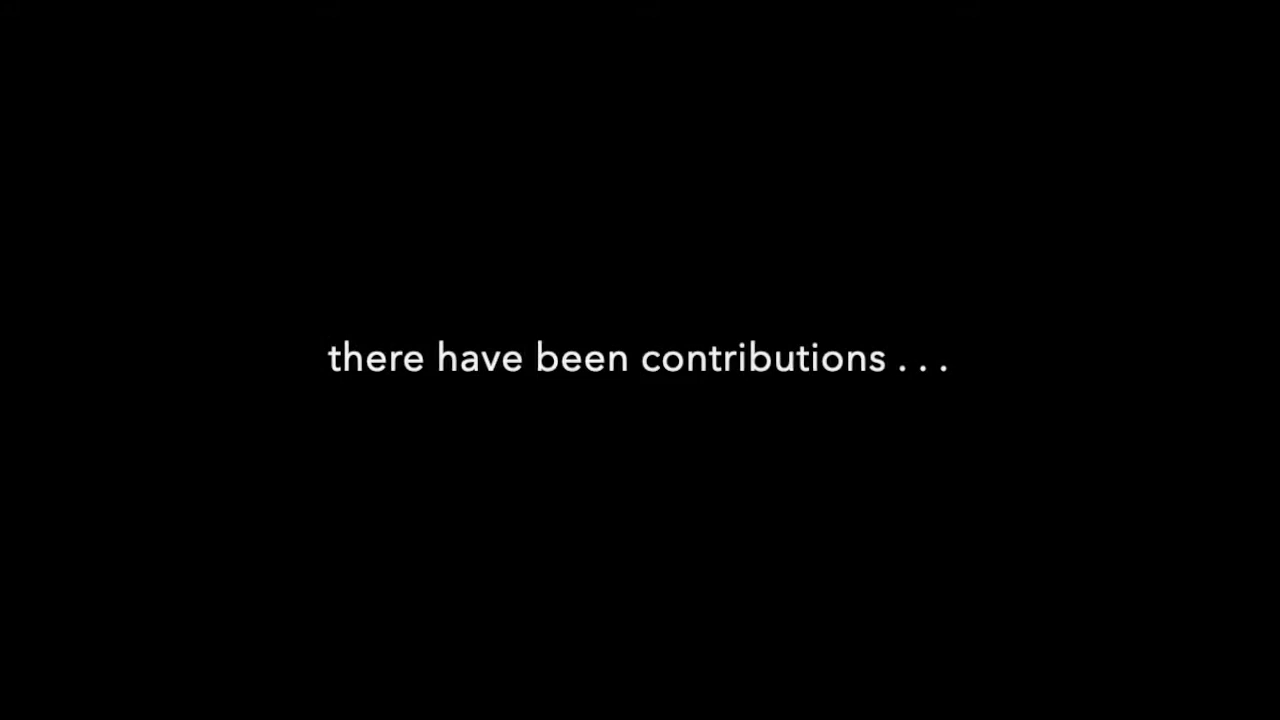 there have been contributions . . .